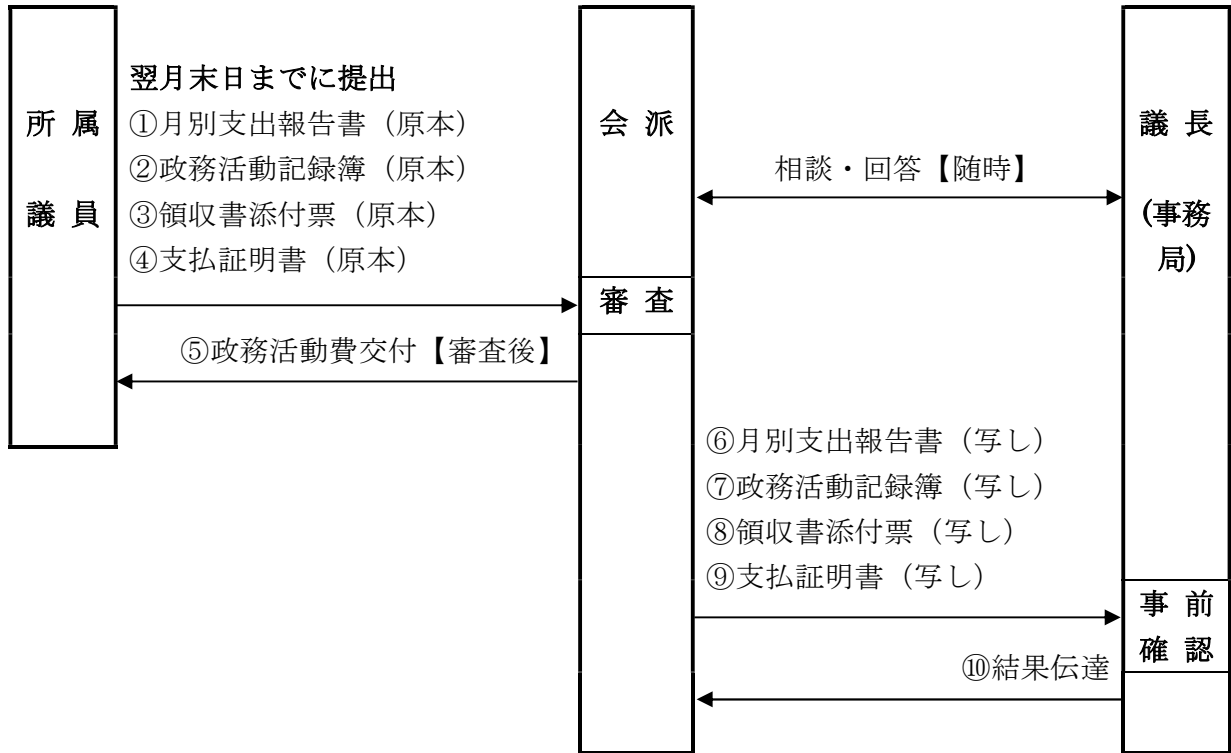 所属
議員
翌月末日までに提出
①月別支出報告書（原本）
②政務活動記録簿（原本）
③領収書添付票（原本）
④支払証明書（原本）
会派
審査
⑤政務活動費交付【審査後】
相談・回答【随時】
議長
(事務
局)
⑥月別支出報告書（写し）
⑦政務活動記録簿（写し）
⑧領収書添付票（写し）
⑨支払証明書（写し）
事前
確認
⑩結果伝達